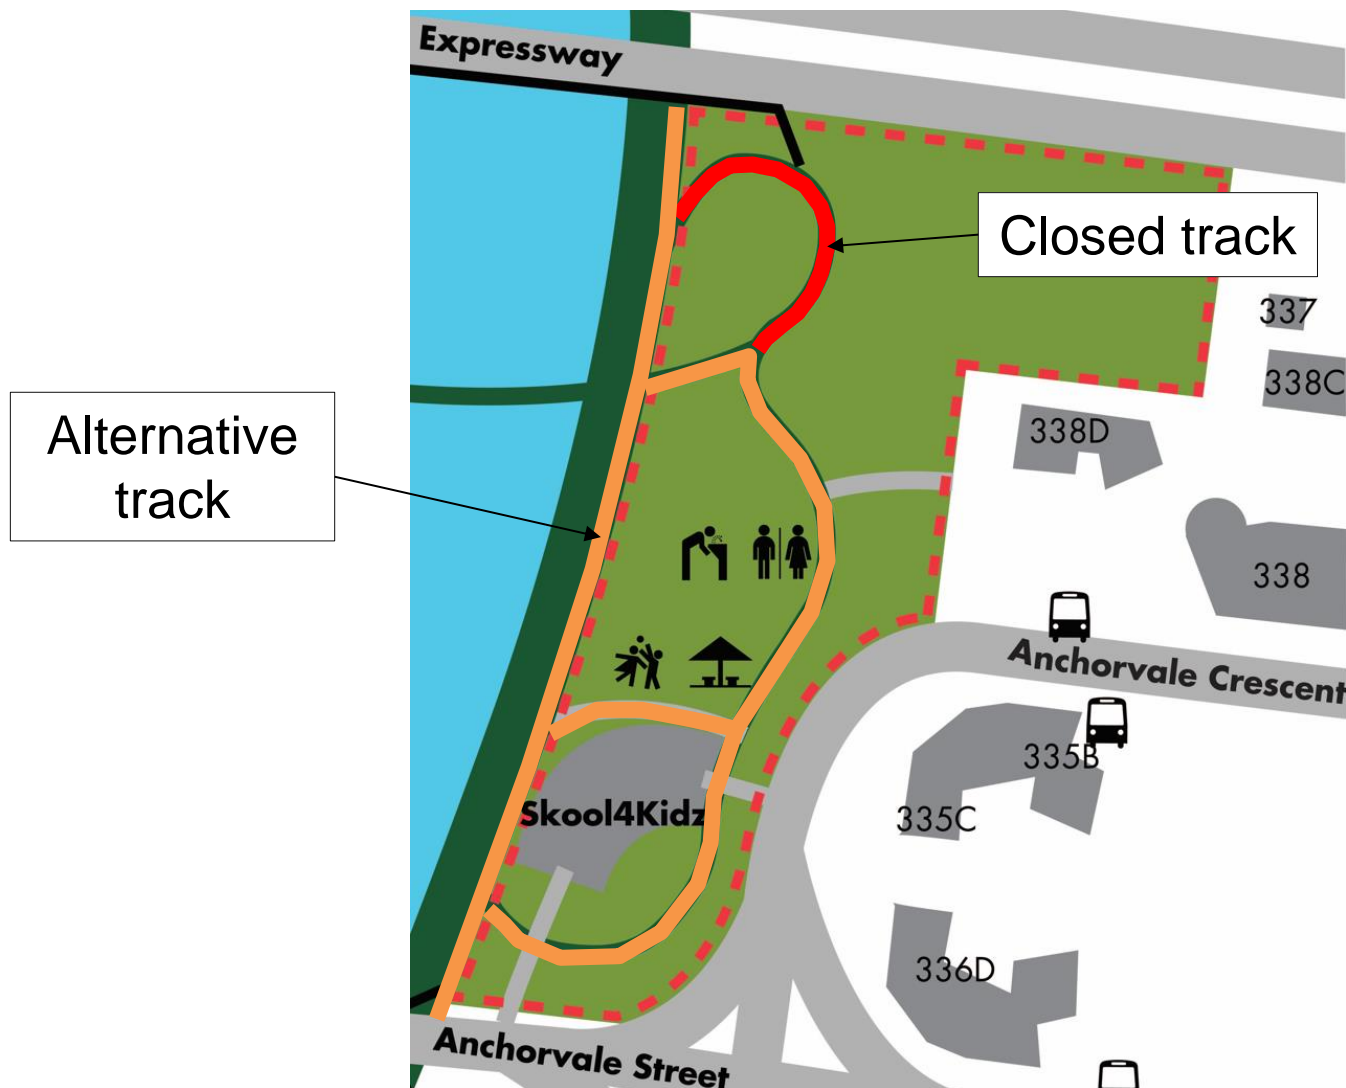 Expressway
Closed track
337
338C
Alternative
track
338D
338
Anchorvale Crescent
335B
Skool4Kidz
335C
336D
Anchorvale Street